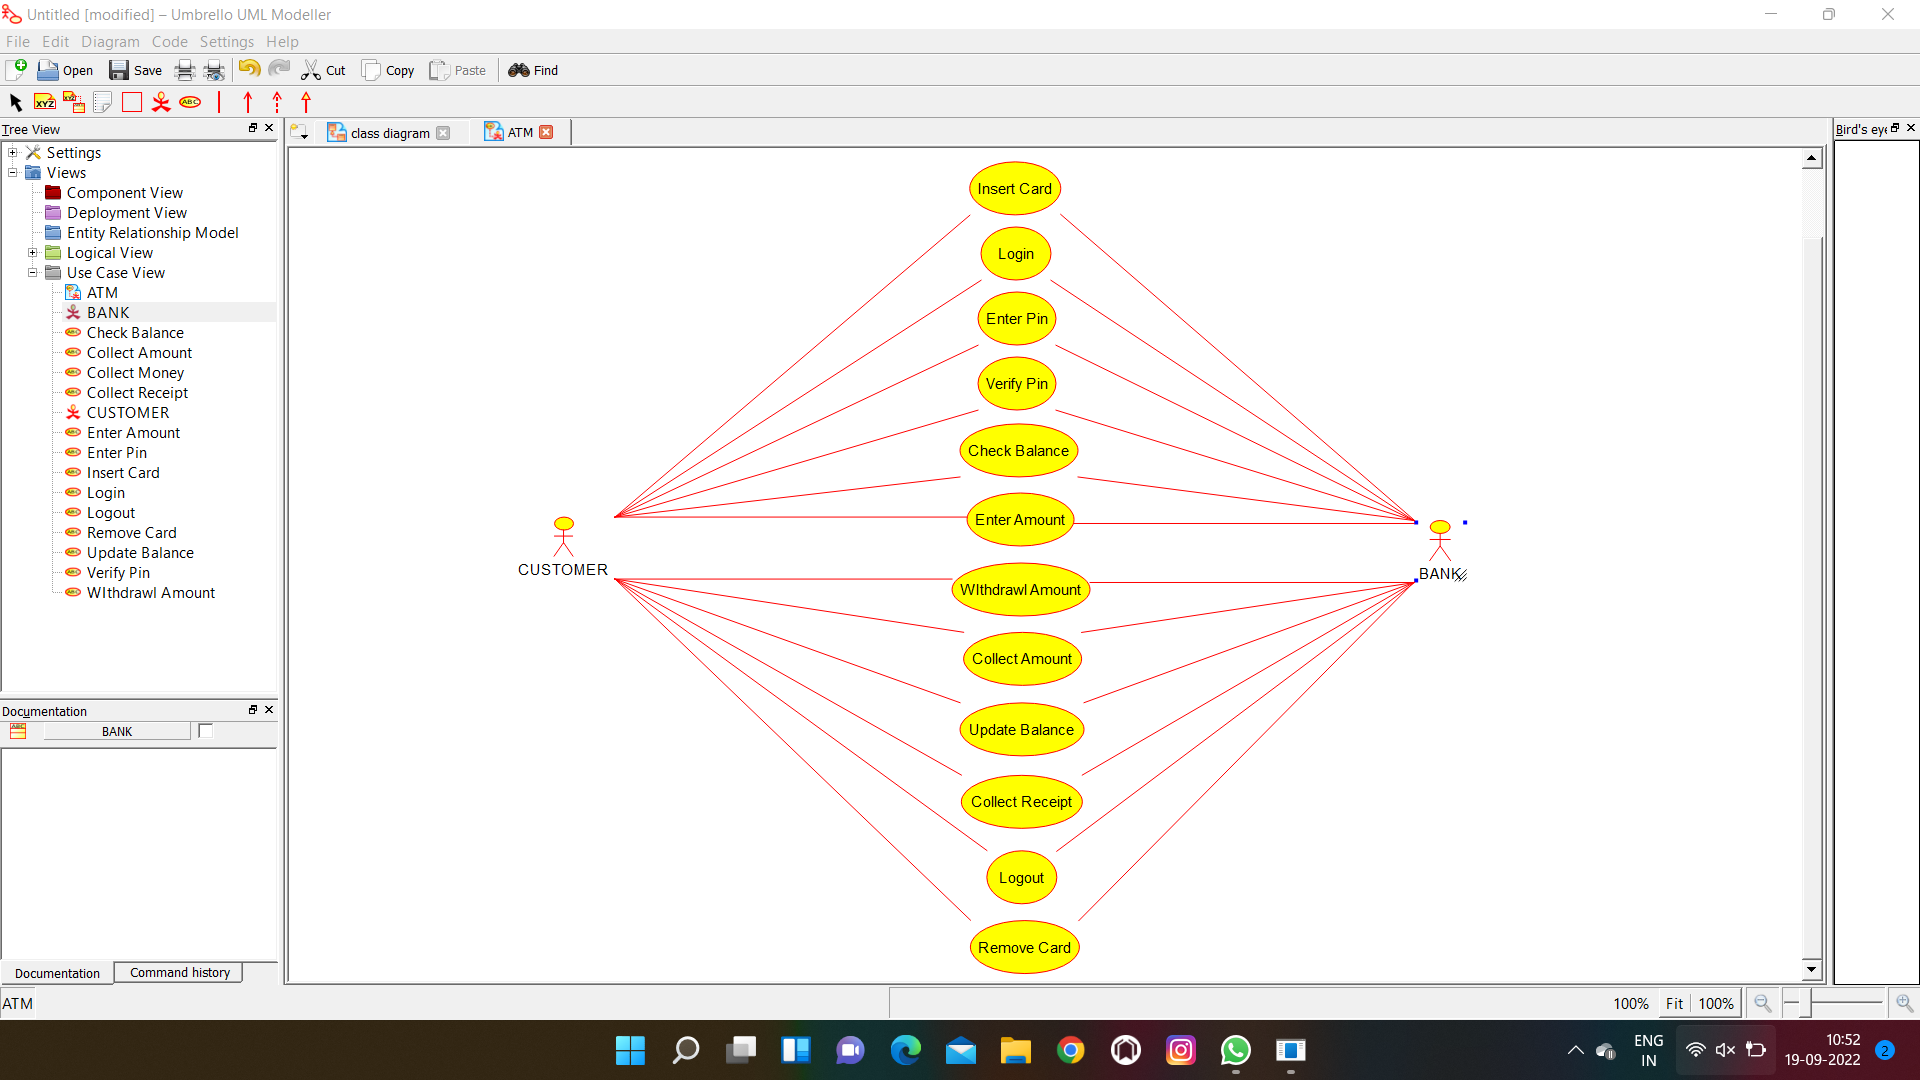 Untitled [modified] – Umbrello UML Modeller
File Edit Diagram Code Settings Help
Open Save Cut Copy Paste Find
XYZ ABC
Tree View
class diagram ATM
Bird's eye
Settings
Views
Component View
Deployment View
Entity Relationship Model
Logical View
Use Case View
ATM
BANK
Check Balance
Collect Amount
Collect Money
Collect Receipt
CUSTOMER
Enter Amount
Enter Pin
Insert Card
Login
Logout
Remove Card
Update Balance
Verify Pin
WIthdrawl Amount
Documentation
BANK
Documentation Command history
Insert Card
Login
Enter Pin
Verify Pin
Check Balance
Enter Amount
CUSTOMER
BANK
WIthdrawl Amount
Collect Amount
Update Balance
Collect Receipt
Logout
Remove Card
ATM
100% Fit 100%
ENG
IN
10:52
19-09-2022
2